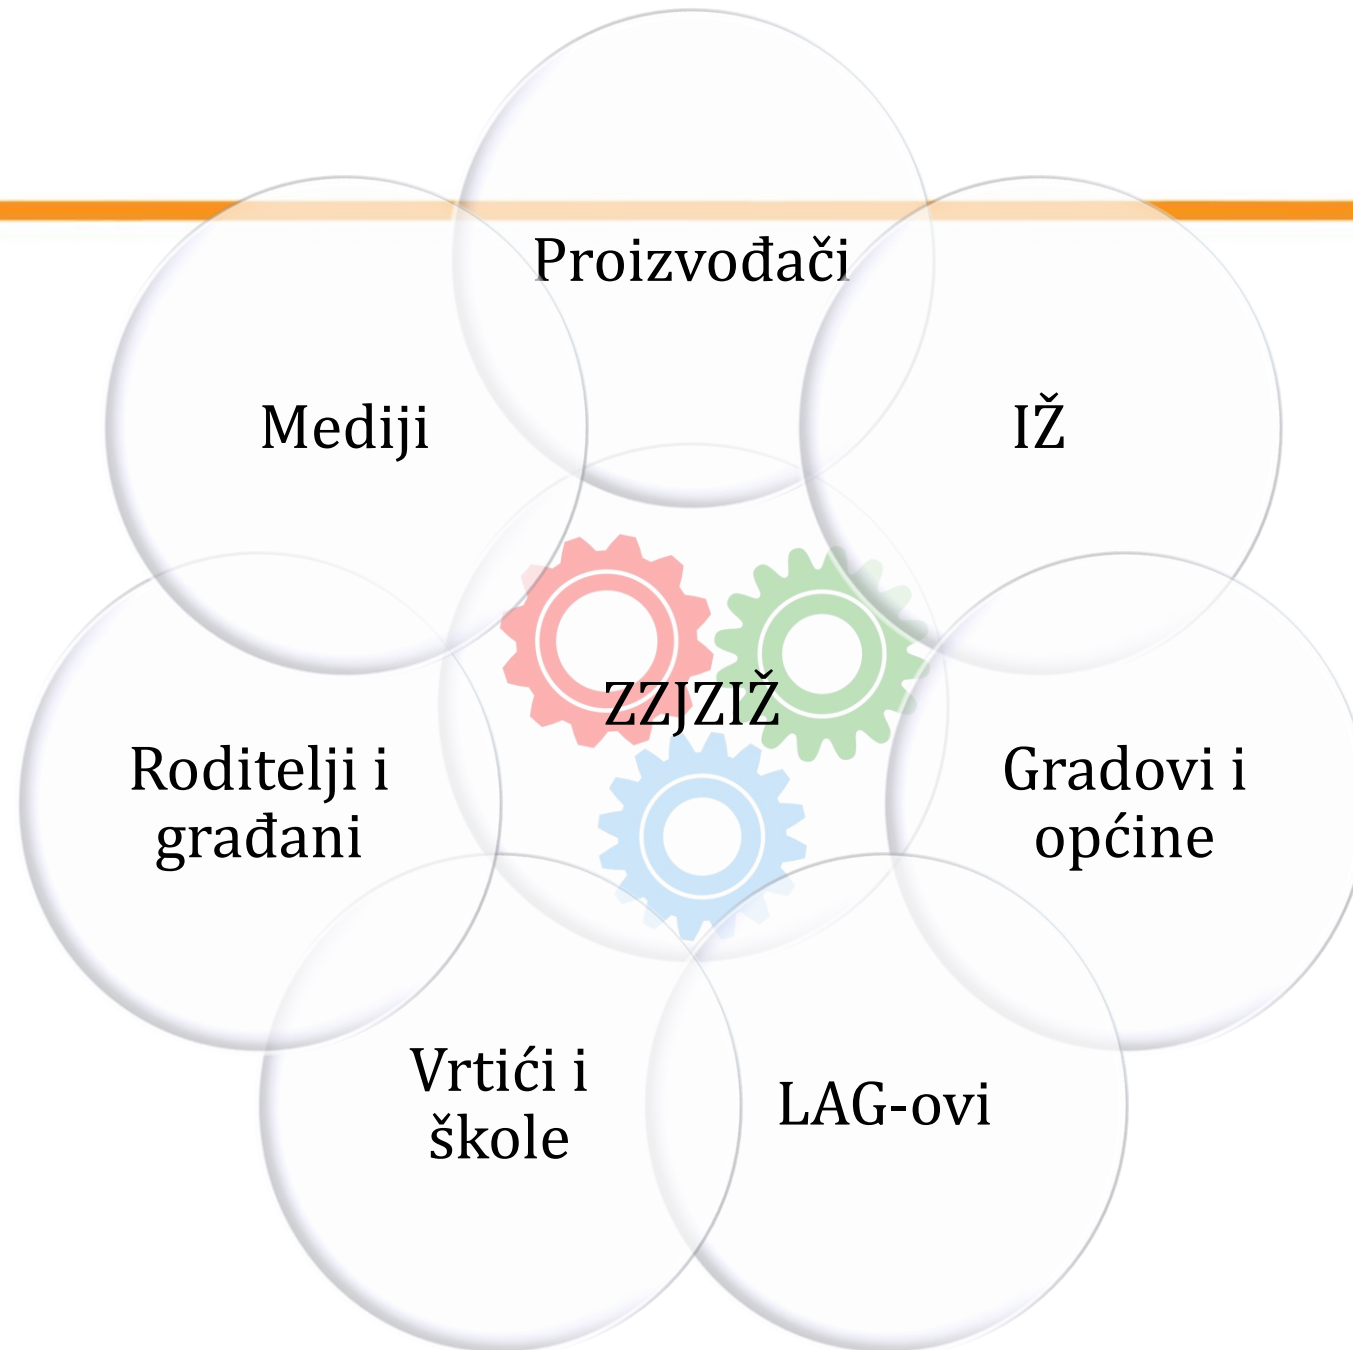 Proizvođači
Mediji
IŽ
ZZJZIŽ
Roditelji i
građani
Gradovi i
općine
Vrtići i
škole
LAG-ovi